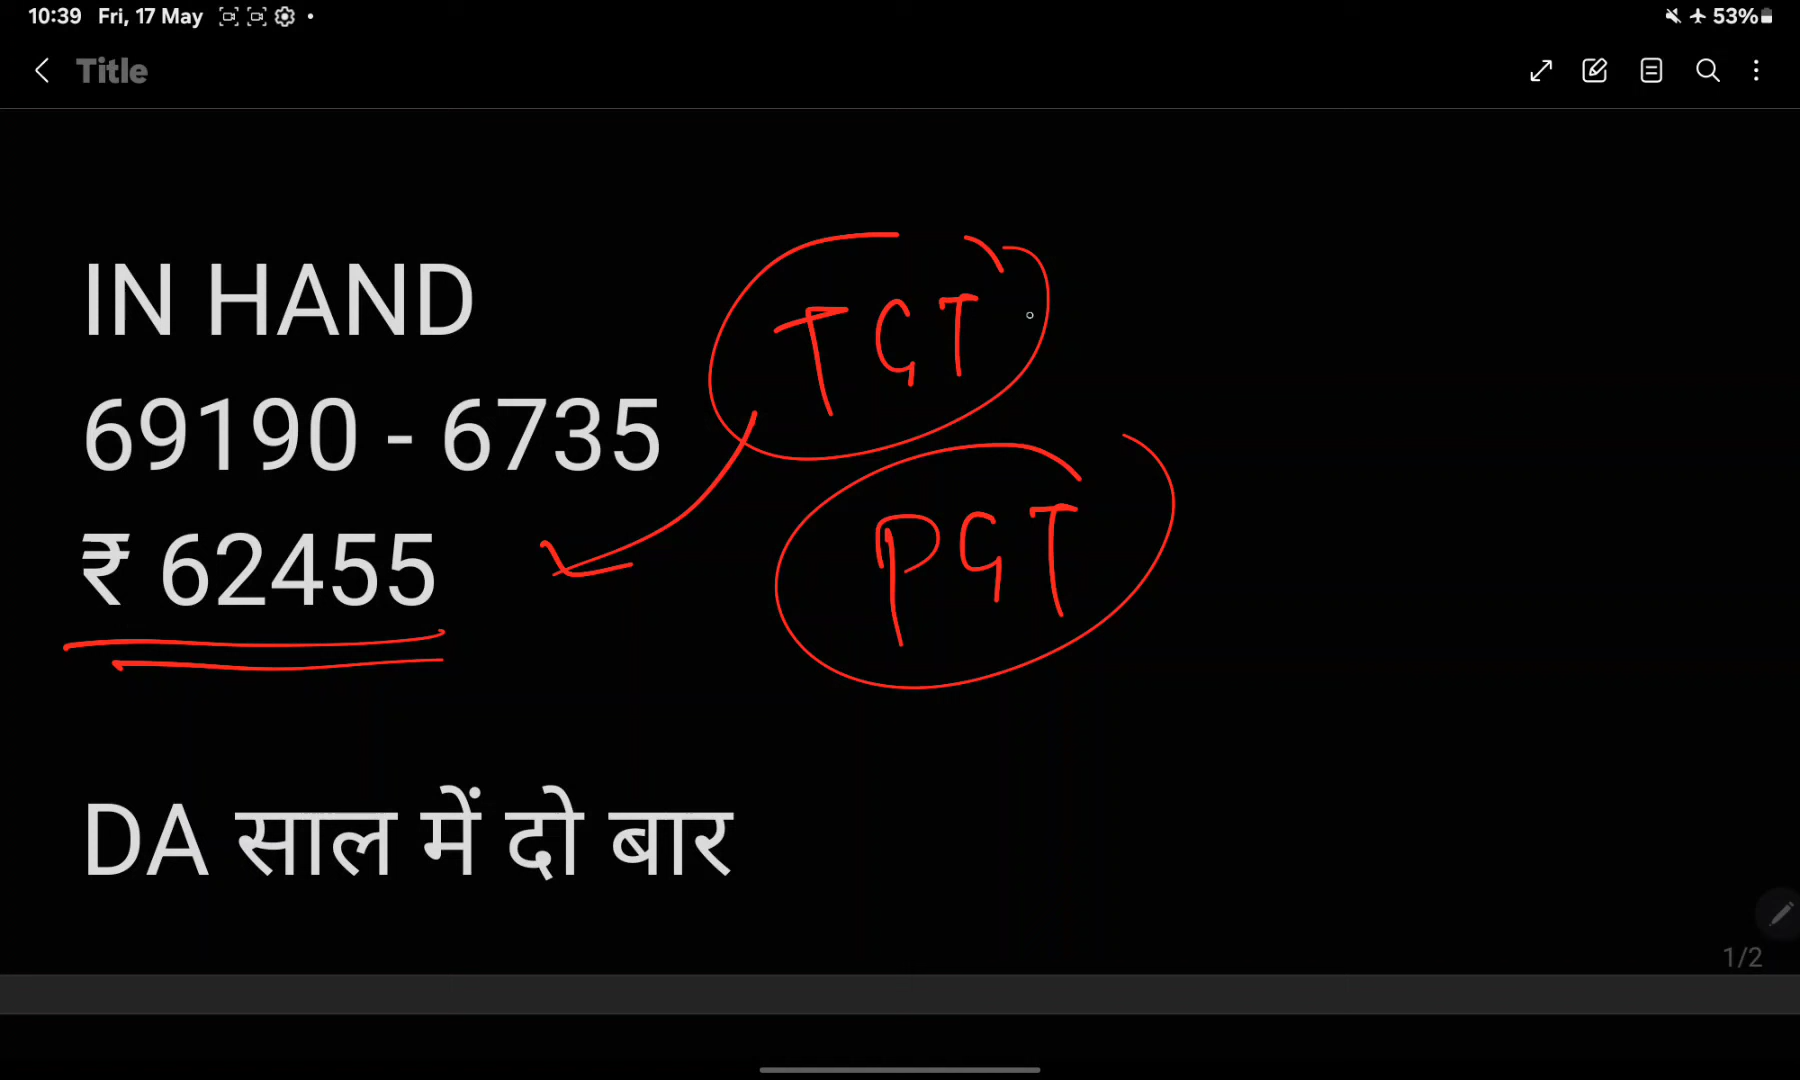 10:39 Fri, 17 May
53%
Title
IN HAND
TGT
69190 - 6735
PGT
₹ 62455
DA साल में दो बार
1/2